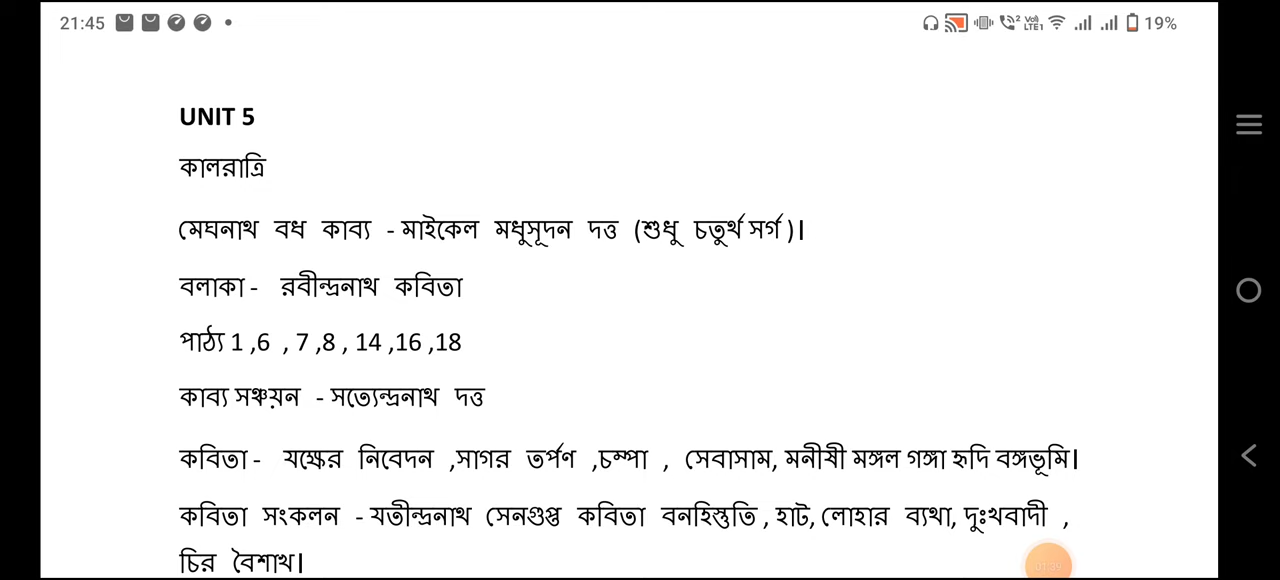 21:45 19%
UNIT 5
কালরাত্রি
মেঘনাথ বধ কাব্য - মাইকেল মধুসূদন দত্ত (শুধু চতুর্থ সর্গ)।
বলাকা - রবীন্দ্রনাথ কবিতা
পাঠ্য 1 ,6 , 7 ,8 , 14 ,16 ,18
কাব্য সঞ্চয়ন - সত্যেন্দ্রনাথ দত্ত
কবিতা - যক্ষের নিবেদন ,সাগর তর্পণ ,চম্পা , সেবাসাম, মনীষী মঙ্গল গঙ্গা হৃদি বঙ্গভূমি।
কবিতা সংকলন - যতীন্দ্রনাথ সেনগুপ্ত কবিতা বনহিস্তুতি , হাট, লোহার ব্যথা, দুঃখবাদী ,
চির বৈশাখ।
01:39